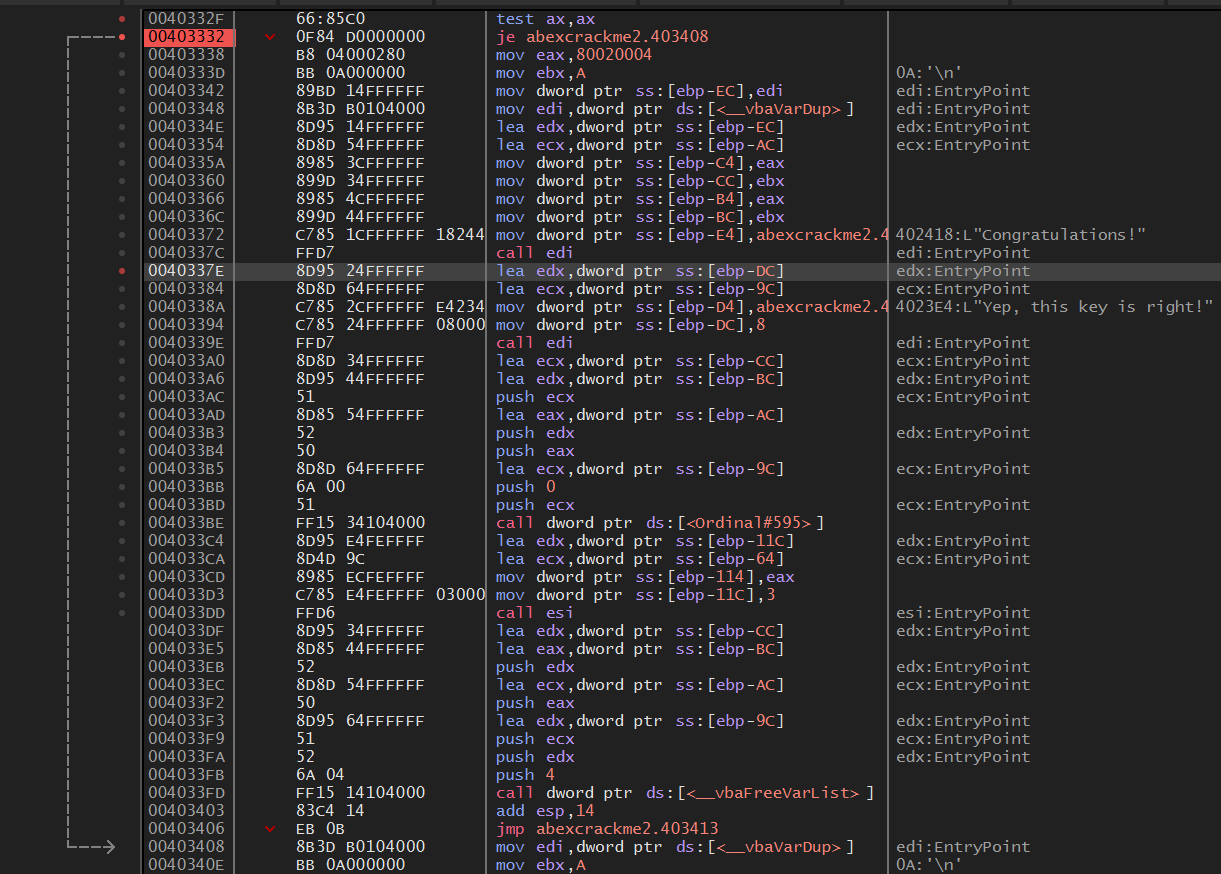 0040332F 66:85C0 test ax,ax
00403332 0F84 D0000000 je abexcrackme2.403408
00403338 B8 04000280 mov eax,80020004
0040333D BB 0A000000 mov ebx,A 0A:'\n'
00403342 89BD 14FFFFFF mov dword ptr ss:[ebp-EC],edi edi:EntryPoint
00403348 8B3D B0104000 mov edi,dword ptr ds:[<__vbaVarDup>] edi:EntryPoint
0040334E 8D95 14FFFFFF lea edx,dword ptr ss:[ebp-EC] edx:EntryPoint
00403354 8D8D 54FFFFFF lea ecx,dword ptr ss:[ebp-AC] ecx:EntryPoint
0040335A 8985 3CFFFFFF mov dword ptr ss:[ebp-C4],eax
00403360 899D 34FFFFFF mov dword ptr ss:[ebp-CC],ebx
00403366 8985 4CFFFFFF mov dword ptr ss:[ebp-B4],eax
0040336C 899D 44FFFFFF mov dword ptr ss:[ebp-BC],ebx
00403372 C785 1CFFFFFF 18244 mov dword ptr ss:[ebp-E4],abexcrackme2.4 402418:L"Congratulations!"
0040337C FFD7 call edi edi:EntryPoint
0040337E 8D95 24FFFFFF lea edx,dword ptr ss:[ebp-DC] edx:EntryPoint
00403384 8D8D 64FFFFFF lea ecx,dword ptr ss:[ebp-9C] ecx:EntryPoint
0040338A C785 2CFFFFFF E4234 mov dword ptr ss:[ebp-D4],abexcrackme2.4 4023E4:L"Yep, this key is right!"
00403394 C785 24FFFFFF 08000 mov dword ptr ss:[ebp-DC],8
0040339E FFD7 call edi edi:EntryPoint
004033A0 8D8D 34FFFFFF lea ecx,dword ptr ss:[ebp-CC] ecx:EntryPoint
004033A6 8D95 44FFFFFF lea edx,dword ptr ss:[ebp-BC] edx:EntryPoint
004033AC 51 push ecx ecx:EntryPoint
004033AD 8D85 54FFFFFF lea eax,dword ptr ss:[ebp-AC]
004033B3 52 push edx edx:EntryPoint
004033B4 50 push eax
004033B5 8D8D 64FFFFFF lea ecx,dword ptr ss:[ebp-9C] ecx:EntryPoint
004033BB 6A 00 push 0
004033BD 51 push ecx ecx:EntryPoint
004033BE FF15 34104000 call dword ptr ds:[<Ordinal#595>]
004033C4 8D95 E4FEFFFF lea edx,dword ptr ss:[ebp-11C] edx:EntryPoint
004033CA 8D4D 9C lea ecx,dword ptr ss:[ebp-64] ecx:EntryPoint
004033CD 8985 ECFEFFFF mov dword ptr ss:[ebp-114],eax
004033D3 C785 E4FEFFFF 03000 mov dword ptr ss:[ebp-11C],3
004033DD FFD6 call esi esi:EntryPoint
004033DF 8D95 34FFFFFF lea edx,dword ptr ss:[ebp-CC] edx:EntryPoint
004033E5 8D85 44FFFFFF lea eax,dword ptr ss:[ebp-BC]
004033EB 52 push edx edx:EntryPoint
004033EC 8D8D 54FFFFFF lea ecx,dword ptr ss:[ebp-AC] ecx:EntryPoint
004033F2 50 push eax
004033F3 8D95 64FFFFFF lea edx,dword ptr ss:[ebp-9C] edx:EntryPoint
004033F9 51 push ecx ecx:EntryPoint
004033FA 52 push edx edx:EntryPoint
004033FB 6A 04 push 4
004033FD FF15 14104000 call dword ptr ds:[<__vbaFreeVarList>]
00403403 83C4 14 add esp,14
00403406 EB 0B jmp abexcrackme2.403413
00403408 8B3D B0104000 mov edi,dword ptr ds:[<__vbaVarDup>] edi:EntryPoint
0040340E BB 0A000000 mov ebx,A 0A:'\n'